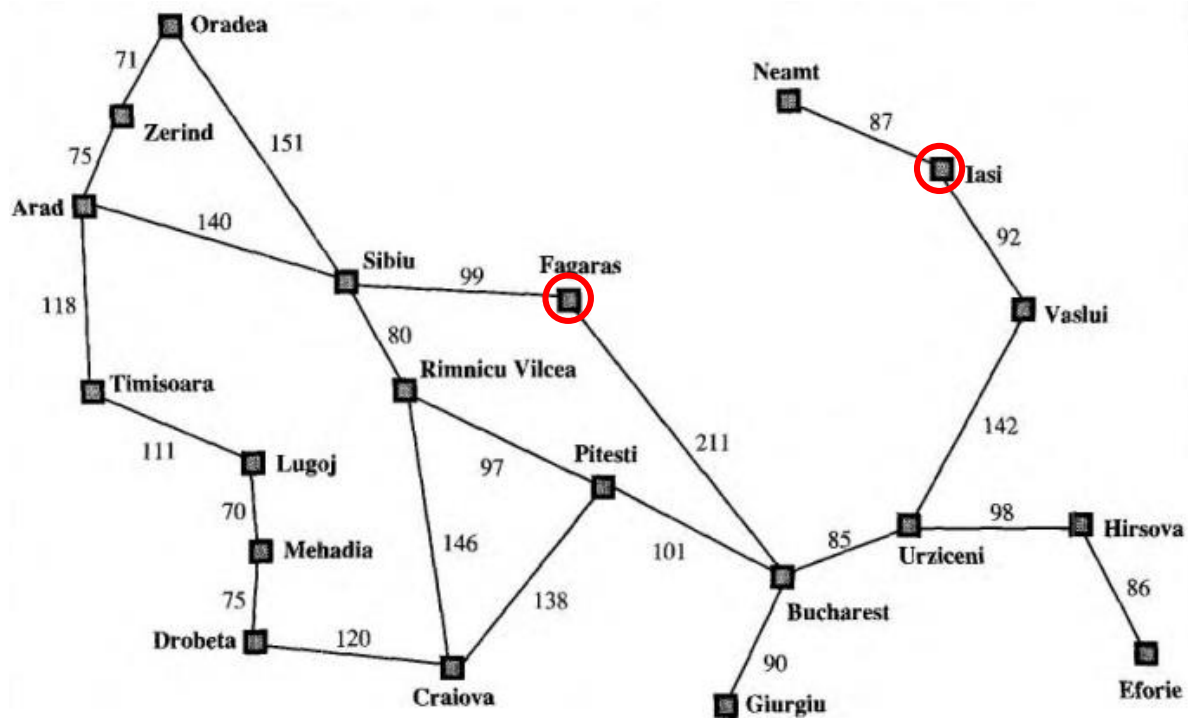 Oradea
71
Neamt
87
Zerind
75
151
Iasi
Arad
140
92
Sibiu
99
Fagaras
118
80
Vaslui
Timisoara
Rimnicu Vilcea
142
111
Lugoj
97
Pitesti
211
70
98
Hirsova
Mehadia
146
101
85
Urziceni
75
138
86
Bucharest
Drobeta
120
90
Craiova
Giurgiu
Eforie